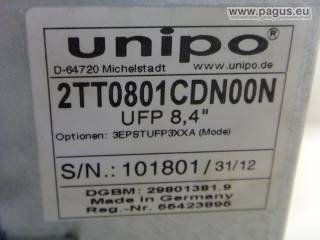 www.pagus.eu
unipo®
D-64720 Michelstadt www.unipo.de
2TT0801CDN00N
UFP 8,4"
Optionen: 3EPSTUFP3XXA (Mode)
S/N.: 101801/31/12
DGBM: 29801381.9
Made in Germany
Reg.-Nr. 55423895